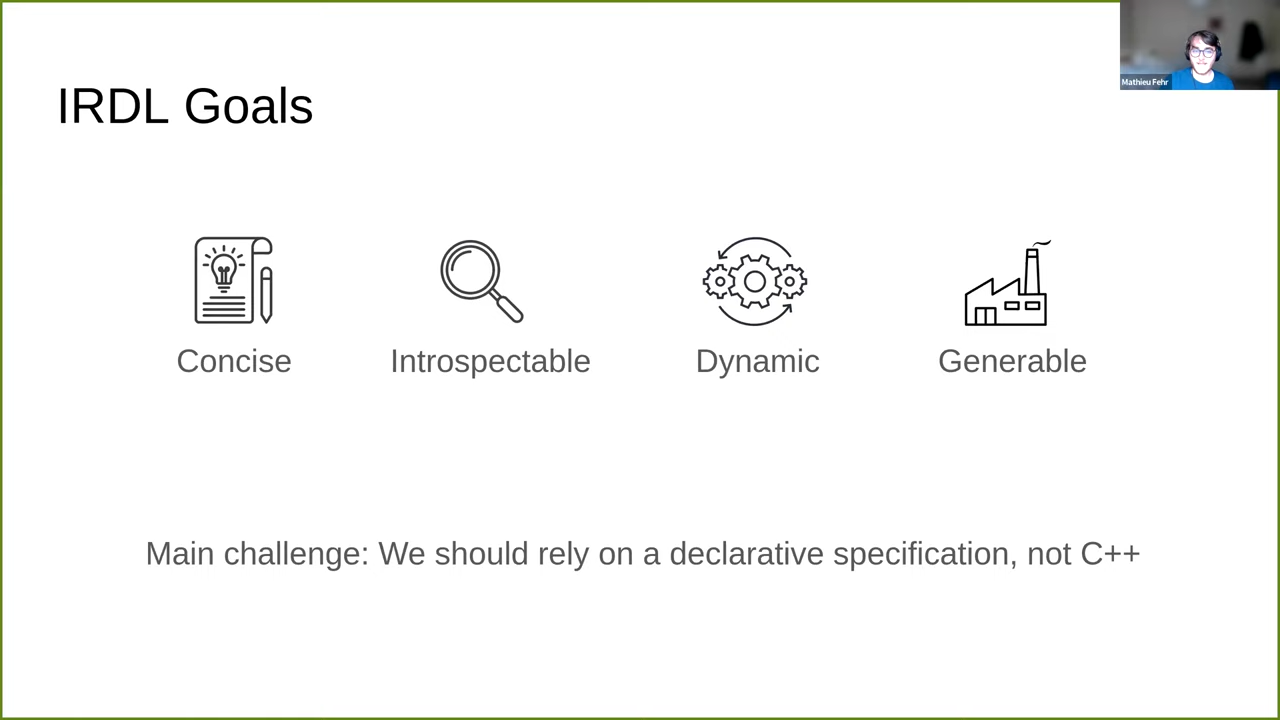 Mathieu Fehr
IRDL Goals
Concise
Introspectable
Dynamic
Generable
Main challenge: We should rely on a declarative specification, not C++